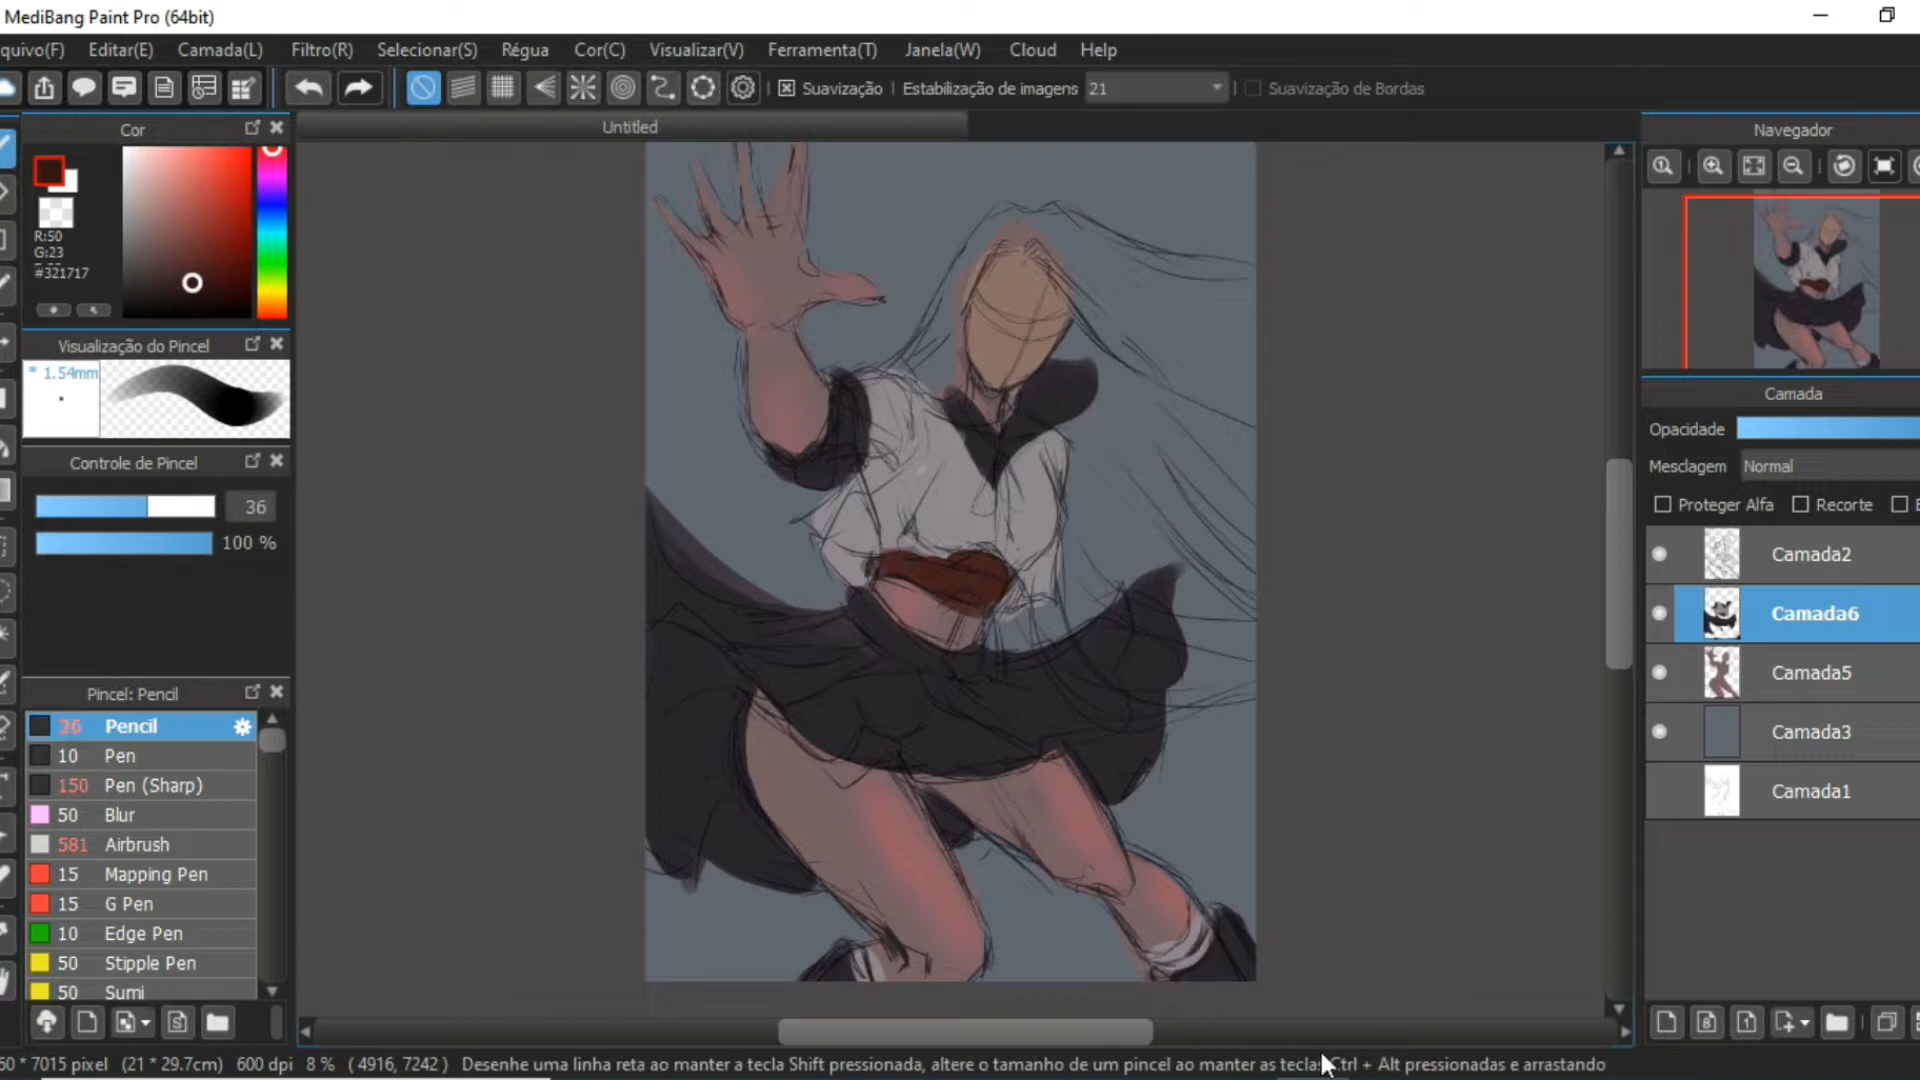 MediBang Paint Pro (64bit)
quivo(F) Editar(E) Camada(L) Filtro(R) Selecionar(S) Régua Cor(C) Visualizar(V) Ferramenta(T) Janela(W) Cloud Help
Suavização Estabilização de imagens 21 Suavização de Bordas
Cor
Untitled
Navegador
R:50
G:23
#321717
Visualização do Pincel
* 1.54mm
Camada
Opacidade
Controle de Pincel
Mesclagem Normal
36
Proteger Alfa Recorte
100 %
Camada2
Camada6
Camada5
Pincel: Pencil
36 Pencil
Camada3
10 Pen
150 Pen (Sharp)
Camada1
50 Blur
581 Airbrush
15 Mapping Pen
15 G Pen
10 Edge Pen
50 Stipple Pen
50 Sumi
60 * 7015 pixel (21 * 29.7cm) 600 dpi 8 % ( 4916, 7242 ) Desenhe uma linha reta ao manter a tecla Shift pressionada, altere o tamanho de um pincel ao manter as teclas Ctrl + Alt pressionadas e arrastando